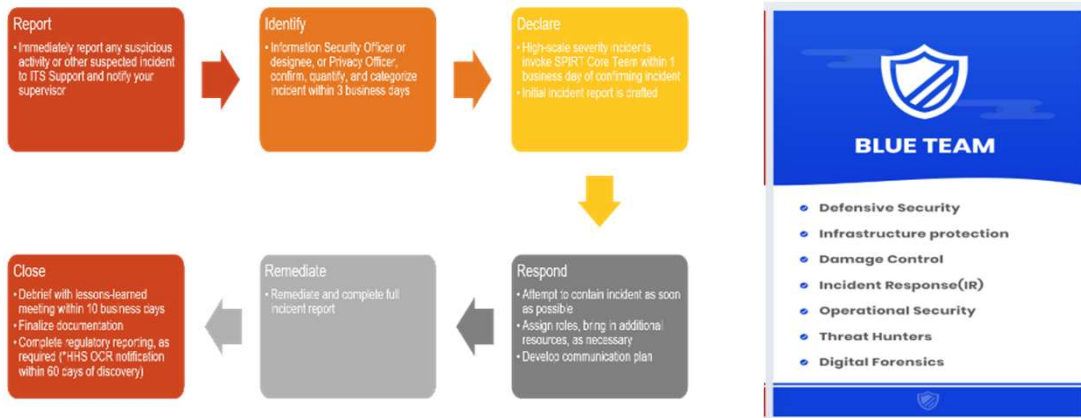 Report
• Immediately report any suspicious
activity or other suspected incident
to ITS Support and notify your
supervisor
Identify
• Information Security Officer or
designee, or Privacy Officer,
confirm, quantify, and categorize
incident within 3 business days
Declare
• High-scale severity incidents
invoke SPIRT Core Team within 1
business day of confirming incident
• Initial incident report is drafted
Respond
• Attempt to contain incident as soon
as possible
• Assign roles, bring in additional
resources, as necessary
• Develop communication plan
Remediate
• Remediate and complete full
incident report
Close
• Debrief with lessons-learned
meeting within 10 business days
• Finalize documentation
• Complete regulatory reporting, as
required (*HHS OCR notification
within 60 days of discovery)
BLUE TEAM
Defensive Security
Infrastructure protection
Damage Control
Incident Response(IR)
Operational Security
Threat Hunters
Digital Forensics